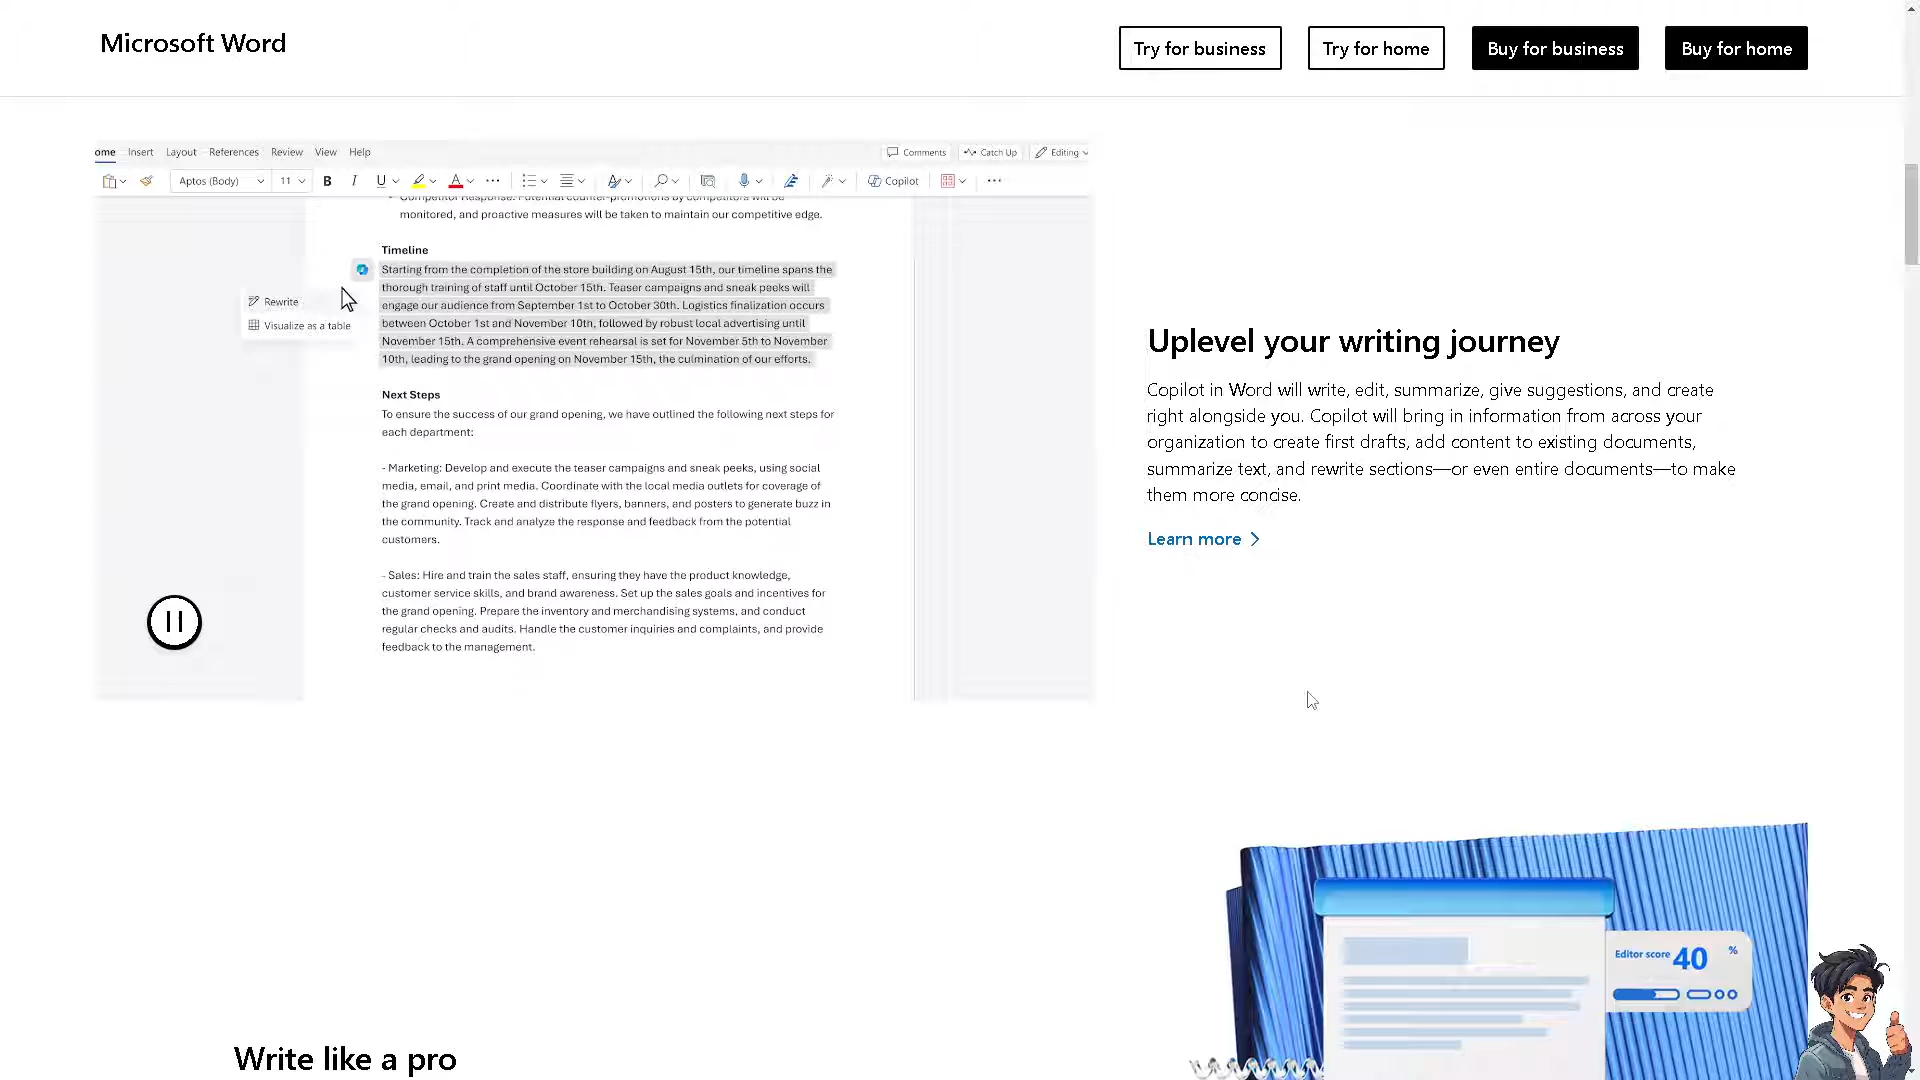 Microsoft Word
Try for business
Try for home
Buy for business
Buy for home
ome Insert Layout References Review View Help
Comments Catch Up Editing
Aptos (Body) 11 B I U A Copilot
Competitor Response: Potential counter-promotions by competitors will be
monitored, and proactive measures will be taken to maintain our competitive edge.
Timeline
Starting from the completion of the store building on August 15th, our timeline spans the
thorough training of staff until October 15th. Teaser campaigns and sneak peeks will
engage our audience from September 1st to October 30th. Logistics finalization occurs
between October 1st and November 10th, followed by robust local advertising until
November 15th. A comprehensive event rehearsal is set for November 5th to November
10th, leading to the grand opening on November 15th, the culmination of our efforts.
Rewrite
Visualize as a table
Next Steps
To ensure the success of our grand opening, we have outlined the following next steps for
each department:
- Marketing: Develop and execute the teaser campaigns and sneak peeks, using social
media, email, and print media. Coordinate with the local media outlets for coverage of
the grand opening. Create and distribute flyers, banners, and posters to generate buzz in
the community. Track and analyze the response and feedback from the potential
customers.
- Sales: Hire and train the sales staff, ensuring they have the product knowledge,
customer service skills, and brand awareness. Set up the sales goals and incentives for
the grand opening. Prepare the inventory and merchandising systems, and conduct
regular checks and audits. Handle the customer inquiries and complaints, and provide
feedback to the management.
Uplevel your writing journey
Copilot in Word will write, edit, summarize, give suggestions, and create
right alongside you. Copilot will bring in information from across your
organization to create first drafts, add content to existing documents,
summarize text, and rewrite sections—or even entire documents—to make
them more concise.
Learn more
Editor score 40 %
Write like a pro